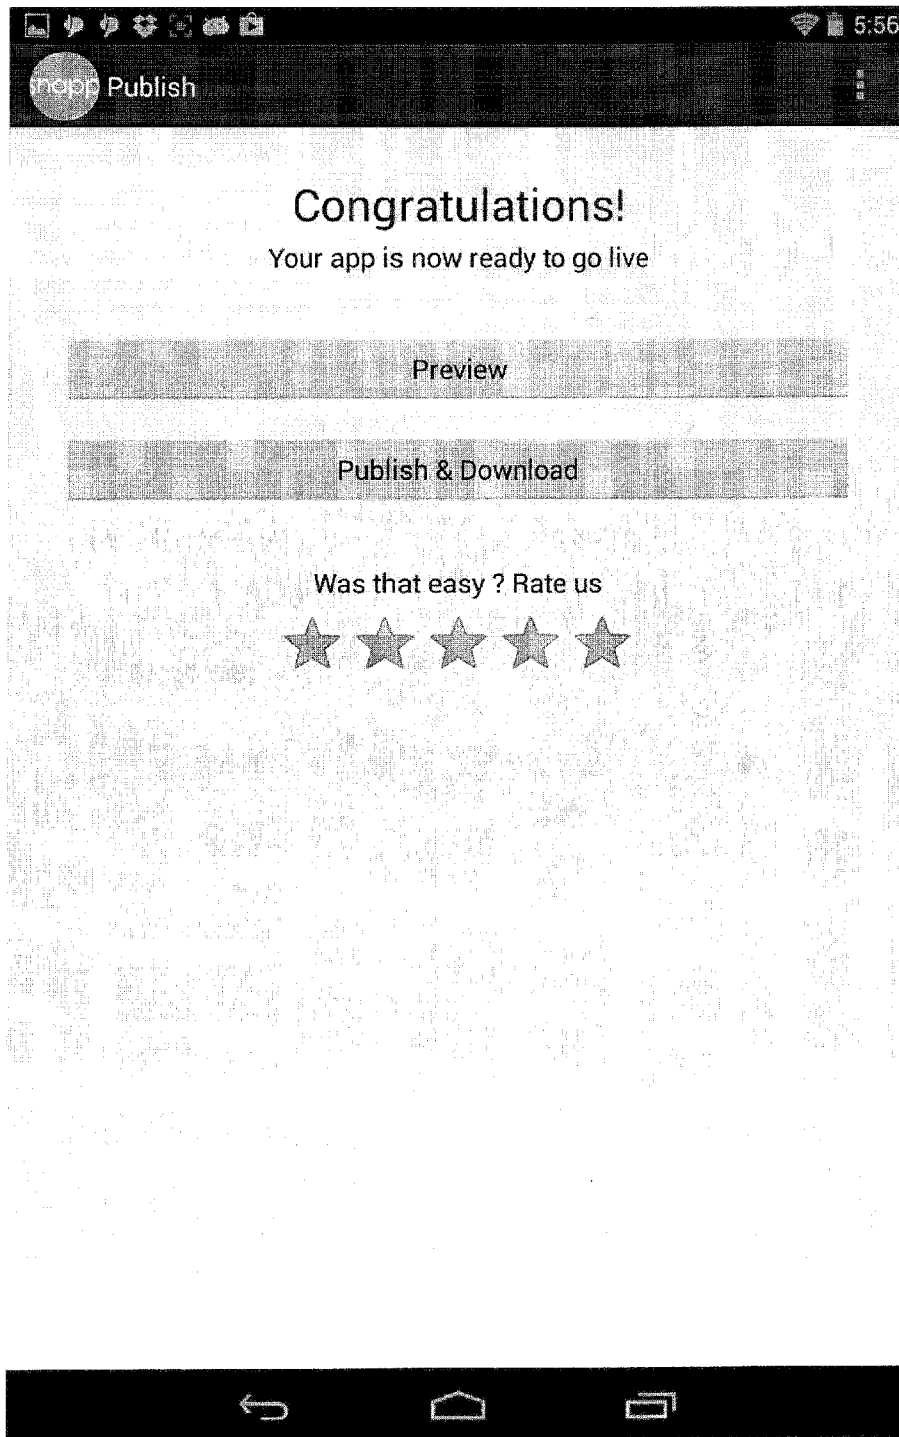 5:56
snapp Publish
Congratulations!
Your app is now ready to go live
Preview
Publish & Download
Was that easy ? Rate us